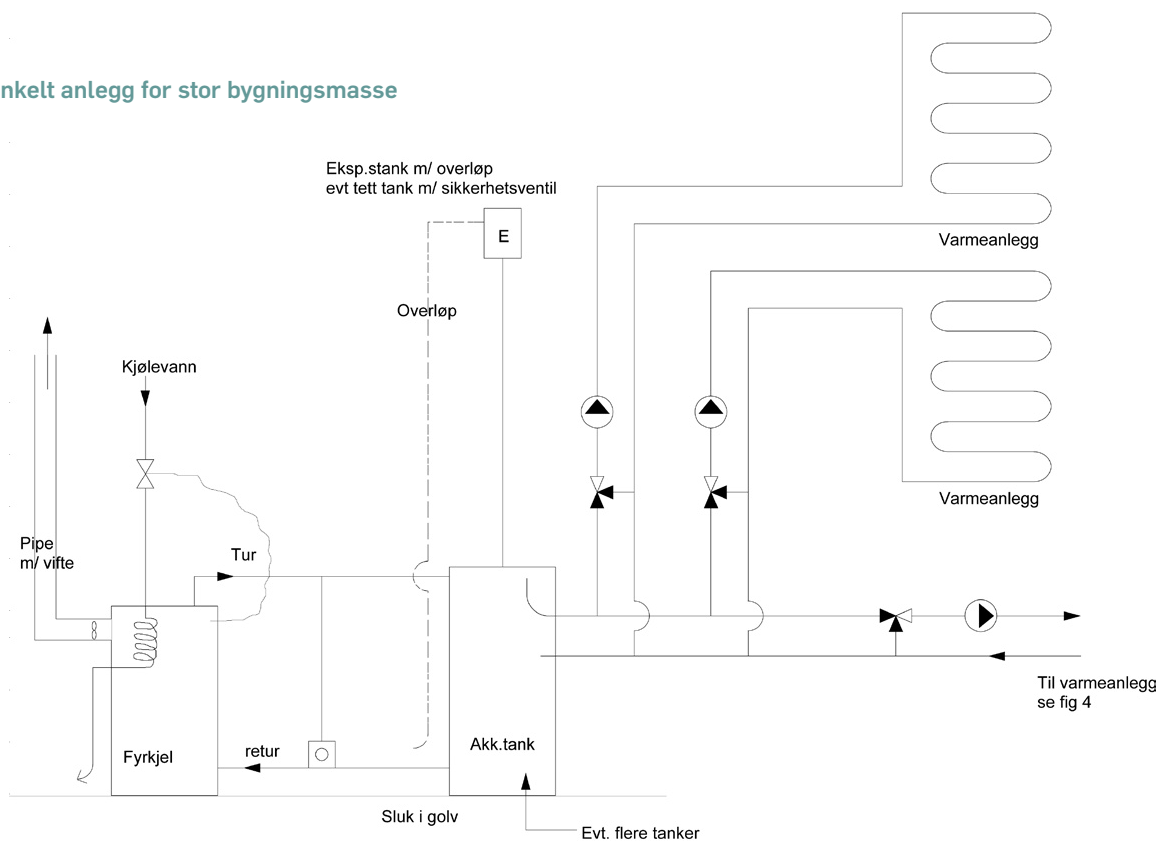 nkelt anlegg for stor bygningsmasse
Eksp.stank m/ overløp
evt tett tank m/ sikkerhetsventil
E
Varmeanlegg
Overløp
Kjølevann
Varmeanlegg
Pipe
m/ vifte
Tur
Til varmeanlegg
se fig 4
Akk.tank
retur
Fyrkjel
Sluk i golv
Evt. flere tanker